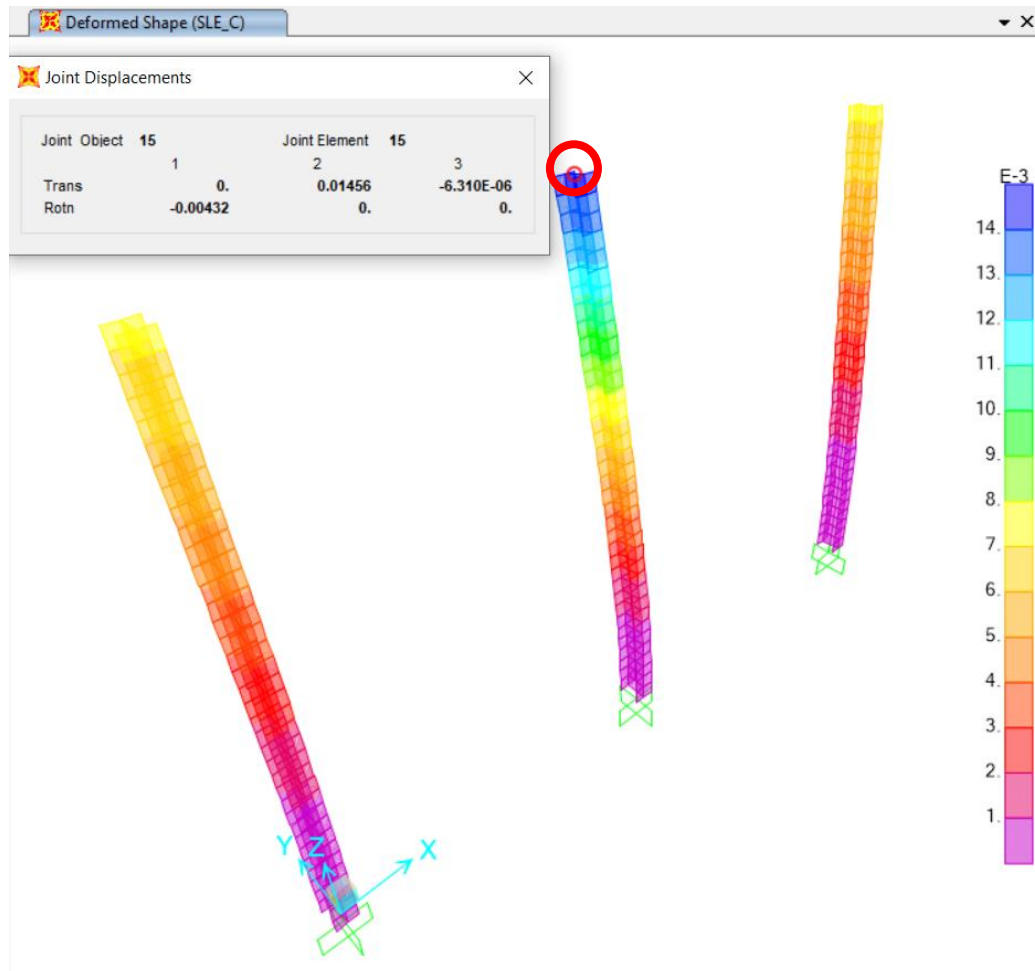 Deformed Shape (SLE_C)
Joint Displacements
Joint Object 15 Joint Element 15
1 2 3
Trans 0. 0.01456 -6.310E-06
Rotn -0.00432 0. 0.
E-3
14.
13.
12.
11.
10.
9.
8.
7.
6.
5.
4.
3.
2.
1.
Y Z X